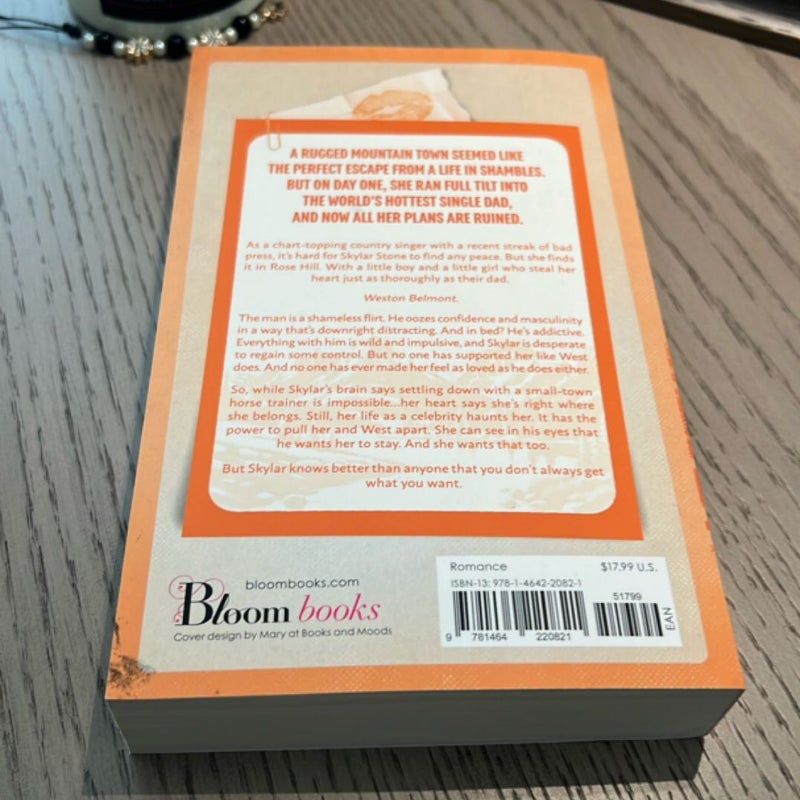 A RUGGED MOUNTAIN TOWN SEEMED LIKE
THE PERFECT ESCAPE FROM A LIFE IN SHAMBLES.
BUT ON DAY ONE, SHE RAN FULL TILT INTO
THE WORLD'S HOTTEST SINGLE DAD,
AND NOW ALL HER PLANS ARE RUINED.
As a chart-topping country singer with a recent streak of bad
press, it's hard for Skylar Stone to find any peace. But she finds
it in Rose Hill. With a little boy and a little girl who steal her
heart just as thoroughly as their dad.
Weston Belmont.
The man is a shameless flirt. He oozes confidence and masculinity
in a way that's downright distracting. And in bed? He's addictive.
Everything with him is wild and impulsive, and Skylar is desperate
to regain some control. But no one has supported her like West
does. And no one has ever made her feel as loved as he does either.
So, while Skylar's brain says settling down with a small-town
horse trainer is impossible...her heart says she's right where
she belongs. Still, her life as a celebrity haunts her. It has the
power to pull her and West apart. She can see in his eyes that
he wants her to stay. And she wants that too.
But Skylar knows better than anyone that you don't always get
what you want.
bloombooks.com
Bloom books
Cover design by Mary at Books and Moods
Romance $17.99 U.S.
ISBN-13: 978-1-4642-2082-1
51799
9 781464 220821
EAN